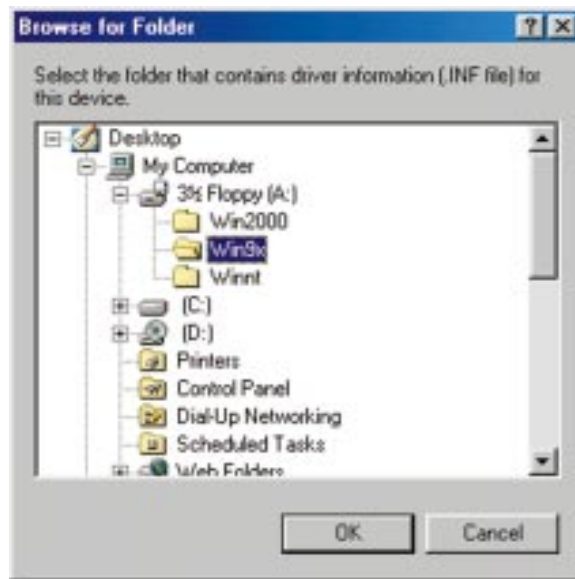 Browse for Folder
Select the folder that contains driver information (.INF file) for
this device.
Desktop
My Computer
3½ Floppy (A:)
Win2000
Win9x
Winnt
(C:)
(D:)
Printers
Control Panel
Dial-Up Networking
Scheduled Tasks
Web Folders
OK
Cancel